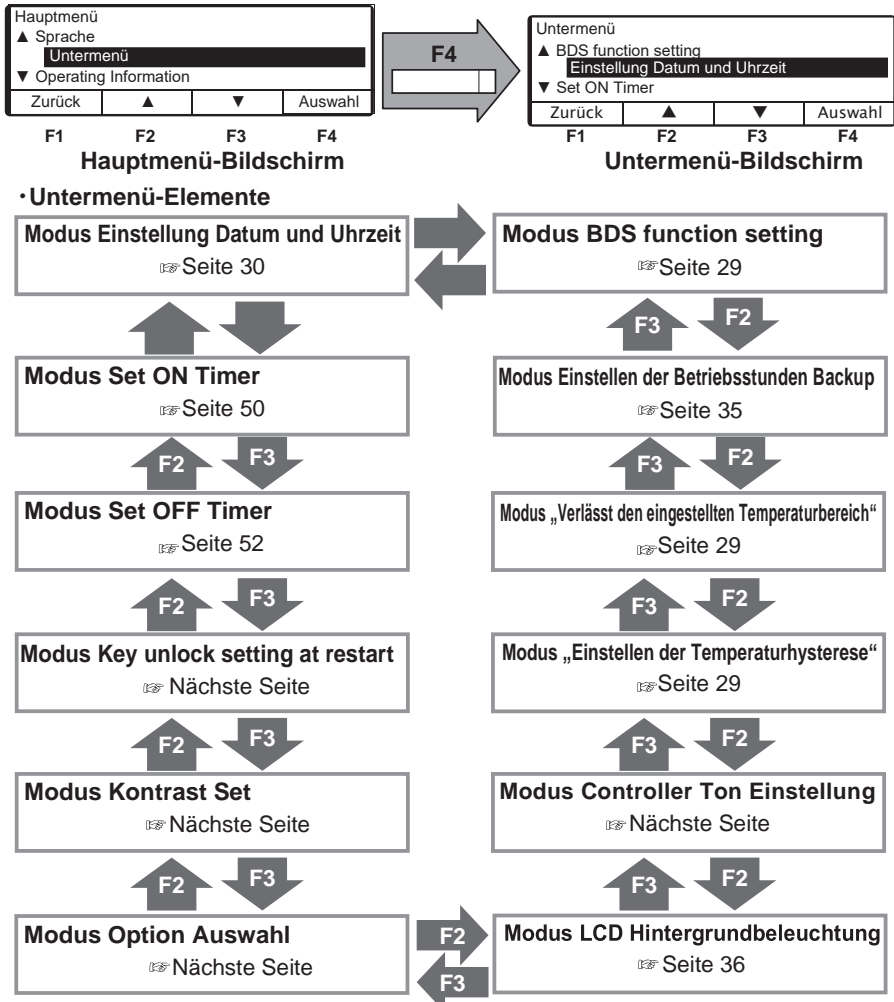 Hauptmenü
▲ Sprache
Untermenü
▼ Operating Information
Zurück ▲ ▼ Auswahl
F1 F2 F3 F4
Hauptmenü-Bildschirm
F4
Untermenü
▲ BDS function setting
Einstellung Datum und Uhrzeit
▼ Set ON Timer
Zurück ▲ ▼ Auswahl
F1 F2 F3 F4
Untermenü-Bildschirm
・Untermenü-Elemente
Modus Einstellung Datum und Uhrzeit
☞Seite 30
Modus BDS function setting
☞Seite 29
F3 F2
Modus Set ON Timer
☞Seite 50
Modus Einstellen der Betriebsstunden Backup
☞Seite 35
F2 F3
F3 F2
Modus Set OFF Timer
☞Seite 52
Modus „Verlässt den eingestellten Temperaturbereich“
☞Seite 29
F2 F3
F3 F2
Modus Key unlock setting at restart
☞ Nächste Seite
Modus „Einstellen der Temperaturhysterese“
☞Seite 29
F2 F3
F3 F2
Modus Kontrast Set
☞Nächste Seite
Modus Controller Ton Einstellung
☞Nächste Seite
F2 F3
F3 F2
Modus Option Auswahl
☞Nächste Seite
F2
F3
Modus LCD Hintergrundbeleuchtung
☞ Seite 36